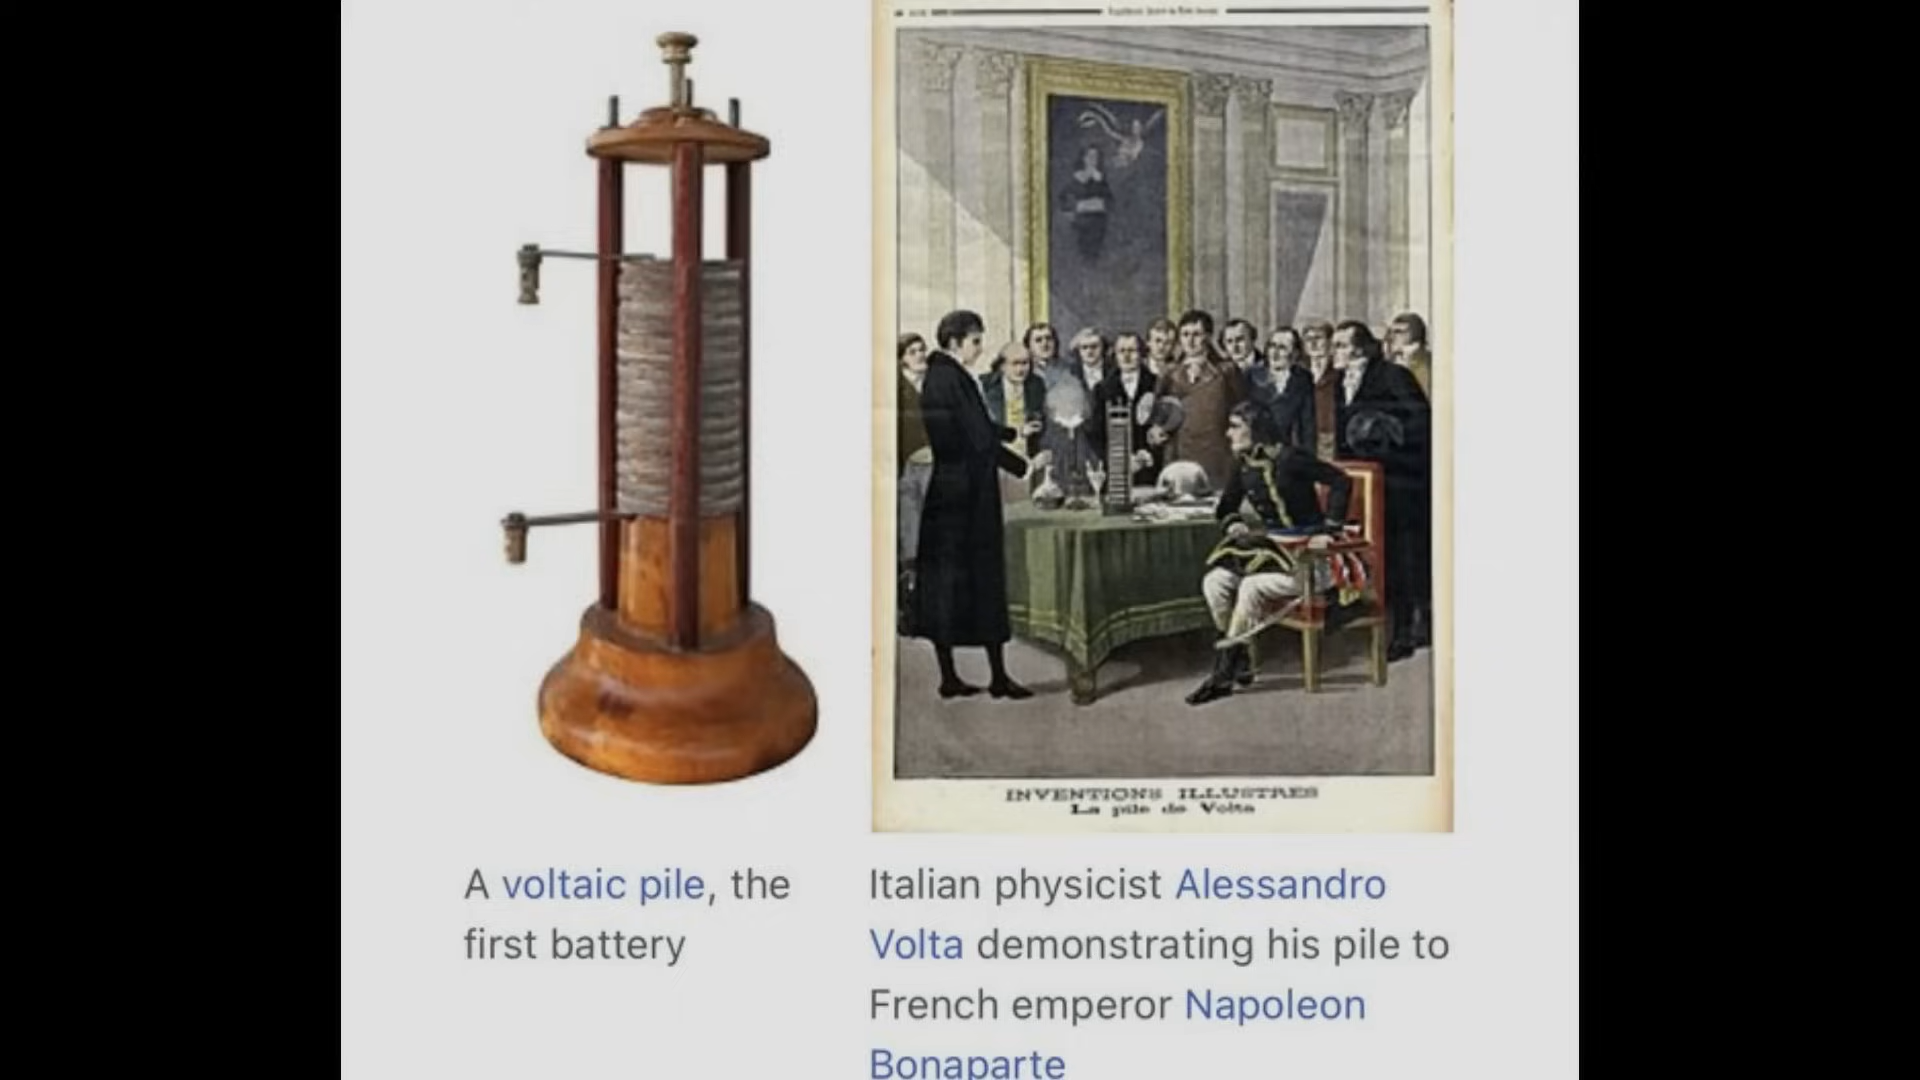 INVENTIONS ILLUSTRES
La pile de Volta
A voltaic pile, the
first battery
Italian physicist Alessandro
Volta demonstrating his pile to
French emperor Napoleon
Bonaparte